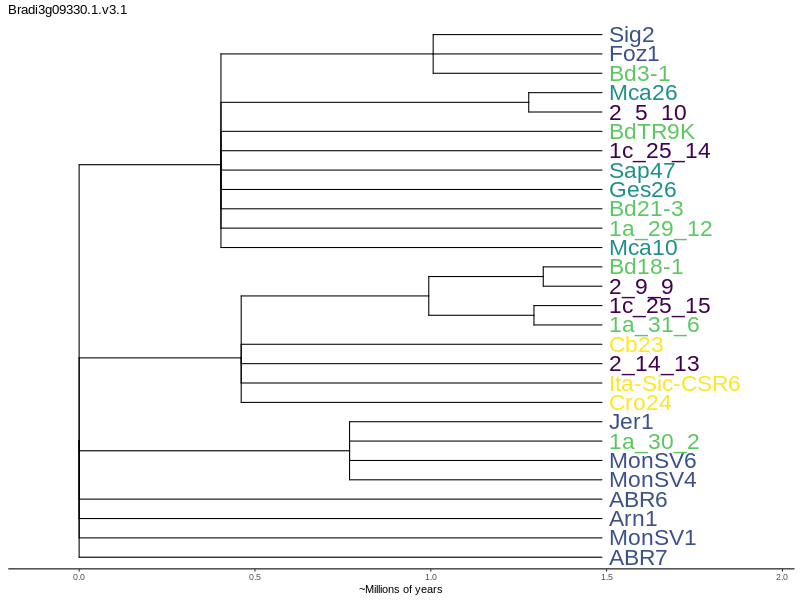 Bradi3g09330.1.v3.1
Sig2
Foz1
Bd3-1
Mca26
2_5_10
BdTR9K
1c_25_14
Sap47
Ges26
Bd21-3
1a_29_12
Mca10
Bd18-1
2_9_9
1c_25_15
1a_31_6
Cb23
2_14_13
Ita-Sic-CSR6
Cro24
Jer1
1a_30_2
MonSV6
MonSV4
ABR6
Arn1
MonSV1
ABR7
0.0 0.5 1.0 1.5 2.0
~Millions of years